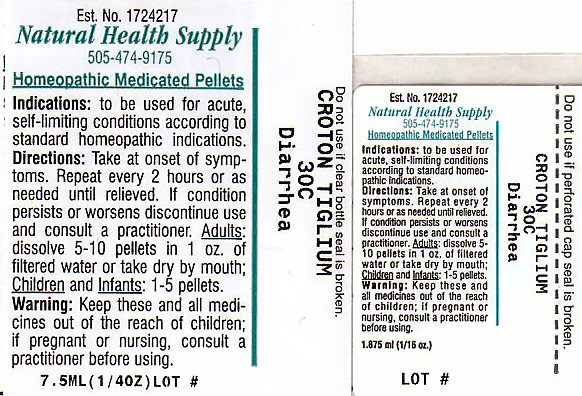 Est. No. 1724217
Natural Health Supply
505-474-9175
Homeopathic Medicated Pellets
Indications: to be used for acute,
self-limiting conditions according to
standard homeopathic indications.
Directions: Take at onset of symp-
toms. Repeat every 2 hours or as
needed until relieved. If condition
persists or worsens discontinue use
and consult a practitioner. Adults:
dissolve 5-10 pellets in 1 oz. of
filtered water or take dry by mouth;
Children and Infants: 1-5 pellets.
Warning: Keep these and all medi-
cines out of the reach of children;
if pregnant or nursing, consult a
practitioner before using.
7.5ML(1/4OZ)LOT #
Do not use if clear bottle seal is broken.
CROTON TIGLIUM
30C
Diarrhea
Est. No. 1724217
Natural Health Supply
505-474-9175
Homeopathic Medicated Pellets
Indications: to be used for
acute, self-limiting conditions
according to standard homeo-
pathic indications.
Directions: Take at onset of
symptoms. Repeat every 2
hours or as needed until relieved.
If condition persists or worsens
discontinue use and consult a
practitioner. Adults: dissolve 5-
10 pellets in 1 oz. of filtered
water or take dry by mouth;
Children and Infants: 1-5 pellets.
Warning: Keep these and
all medicines out of the reach
of children; if pregnant or
nursing, consult a practitioner
before using.
1.875 ml (1/16 oz.)
LOT #
Do not use if perforated cap seal is broken.
CROTON TIGLIUM
30C
Diarrhea